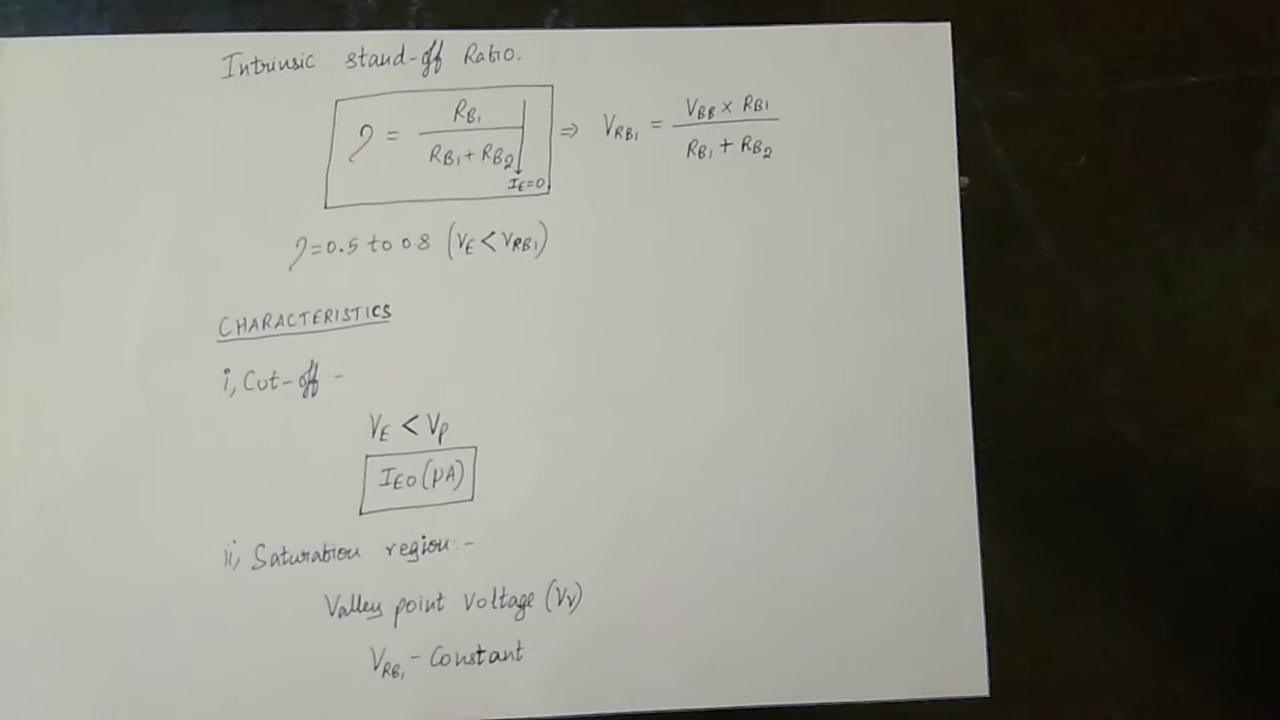 Intrinsic stand-off Ratio.
η = RB1 / (RB1 + RB2) | IE=0 ⇒ VRB1 = (VBB × RB1) / (RB1 + RB2)
η=0.5 to 0.8 (VE < VRB1)
CHARACTERISTICS
i, Cut-off -
VE < VP
IEO (µA)
ii, Saturation region:-
Valley point Voltage (VV)
VRB1 - Constant